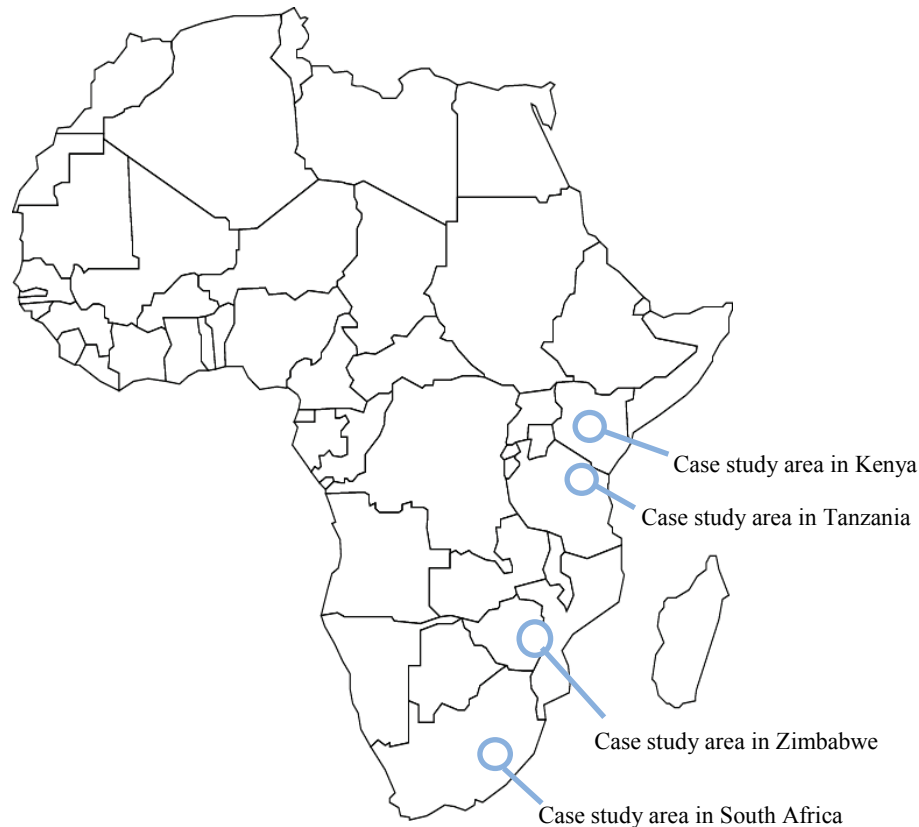 Case study area in Kenya
Case study area in Tanzania
Case study area in Zimbabwe
Case study area in South Africa